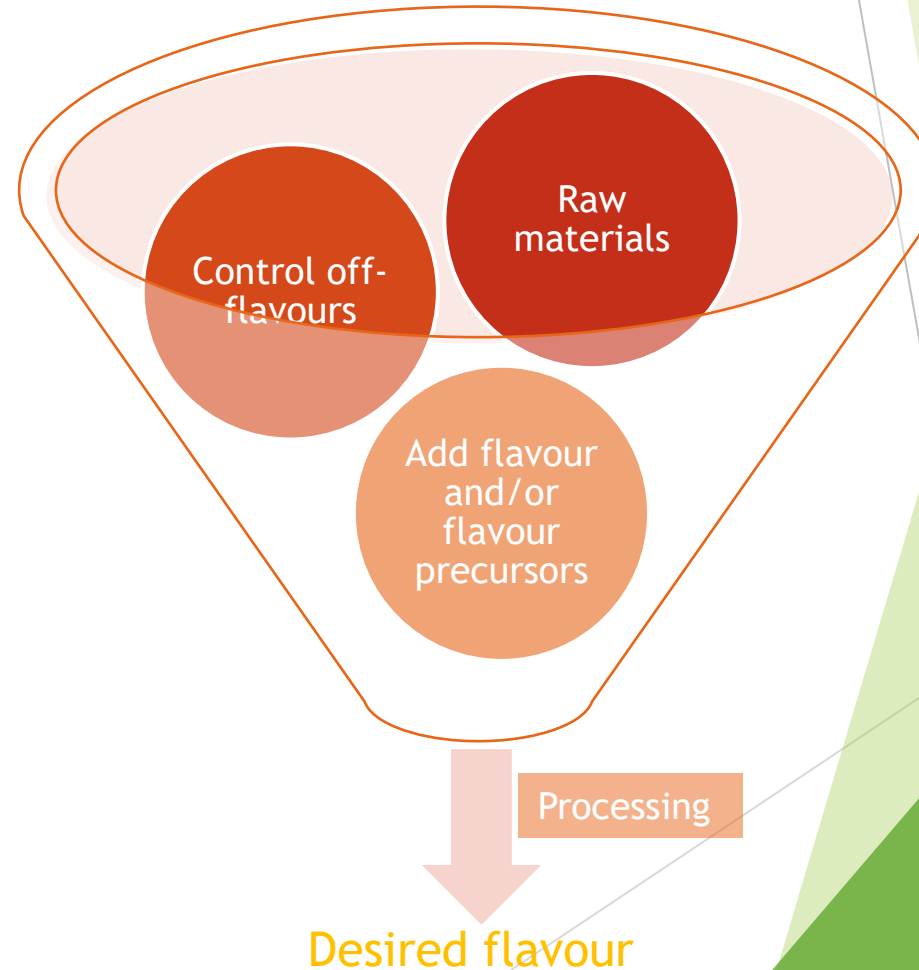 Raw
materials
Control off-
flavours
Add flavour
and/or
flavour
precursors
Processing
Desired flavour